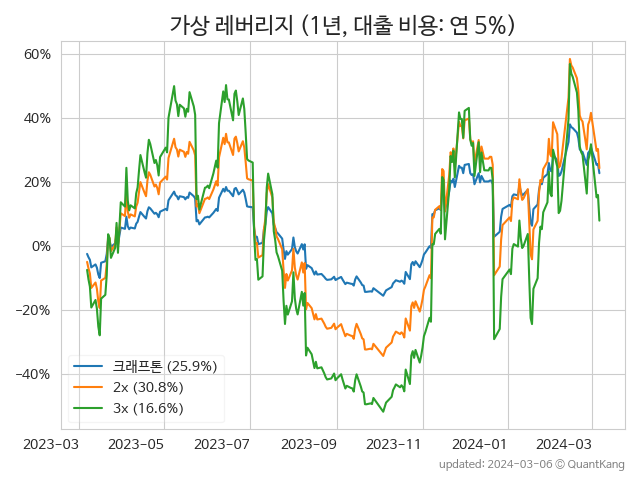 가상 레버리지 (1년, 대출 비용: 연 5%)
60%
40%
20%
0%
−20%
−40%
크래프톤 (25.9%)
2x (30.8%)
3x (16.6%)
2023-03 2023-05 2023-07 2023-09 2023-11 2024-01 2024-03
updated: 2024-03-06 © QuantKang